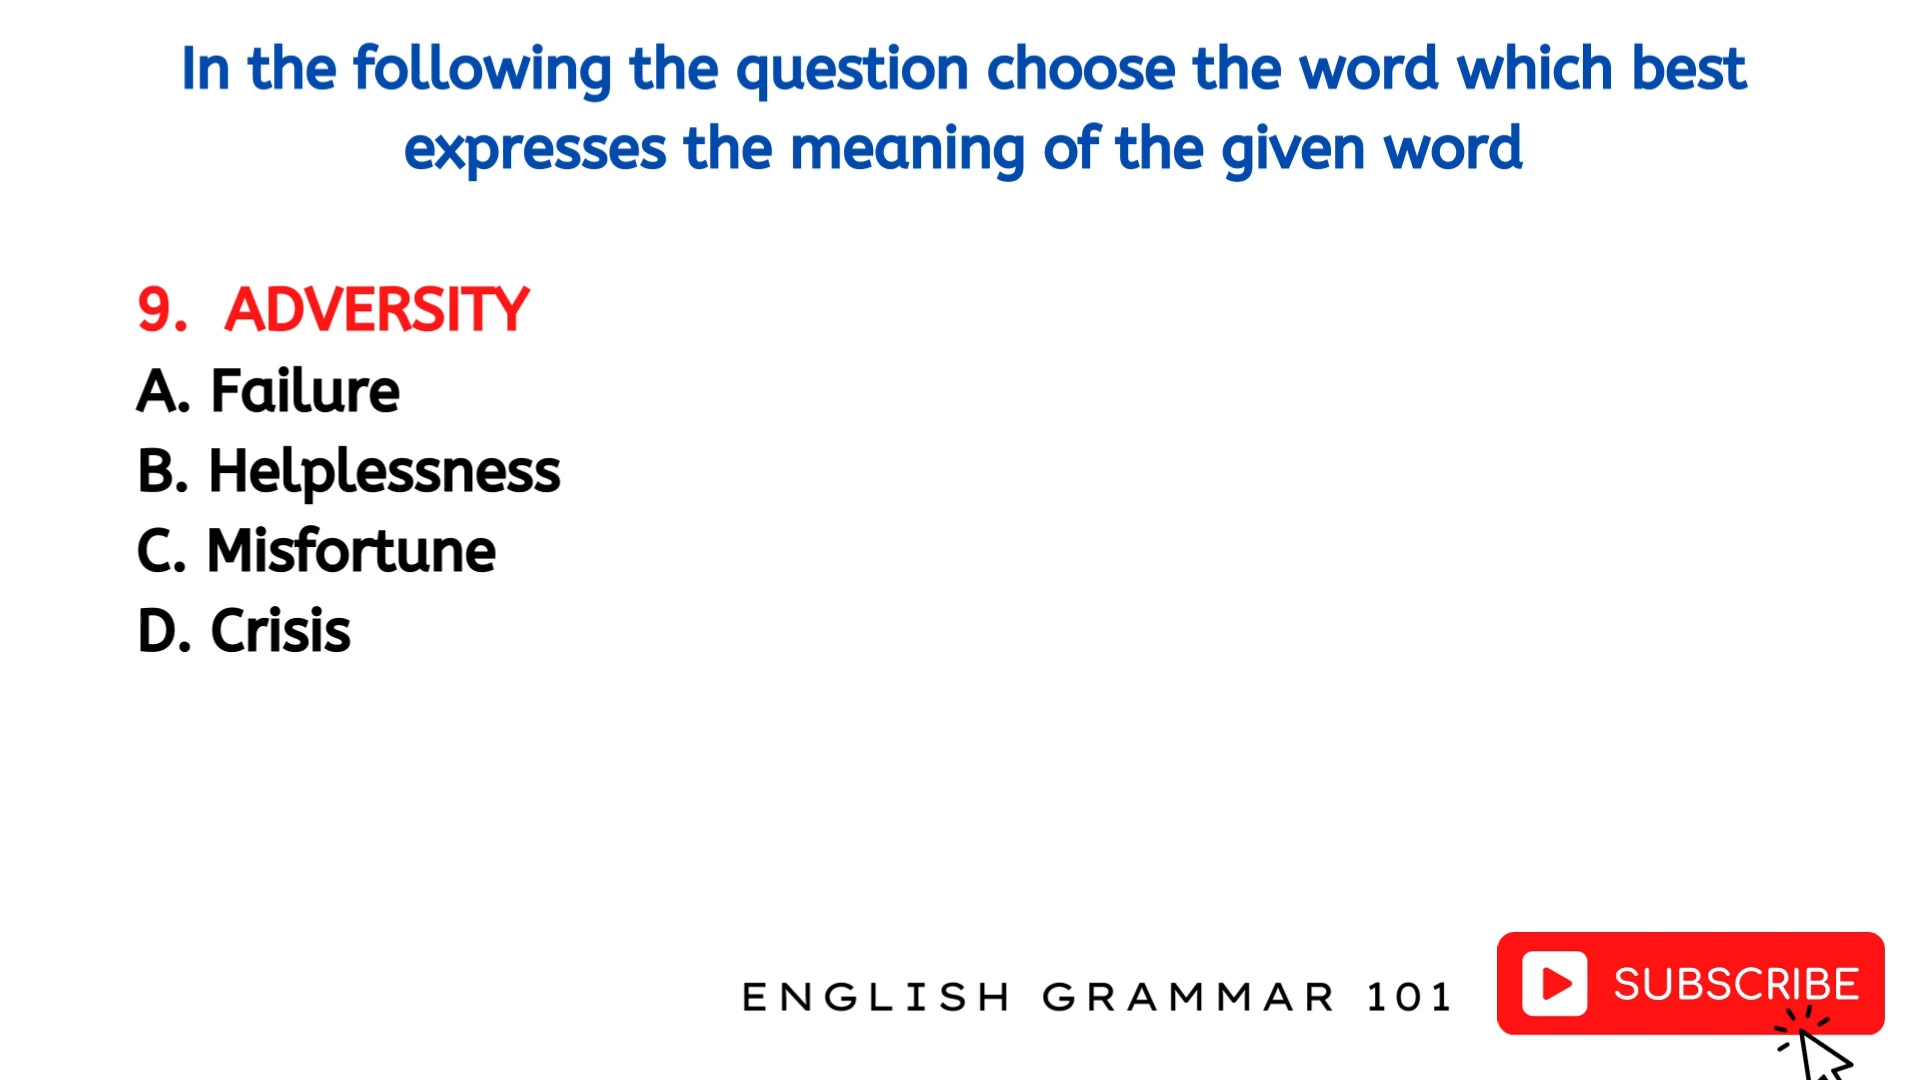 In the following the question choose the word which best
expresses the meaning of the given word
9. ADVERSITY
A. Failure
B. Helplessness
C. Misfortune
D. Crisis
ENGLISH GRAMMAR 101
SUBSCRIBE